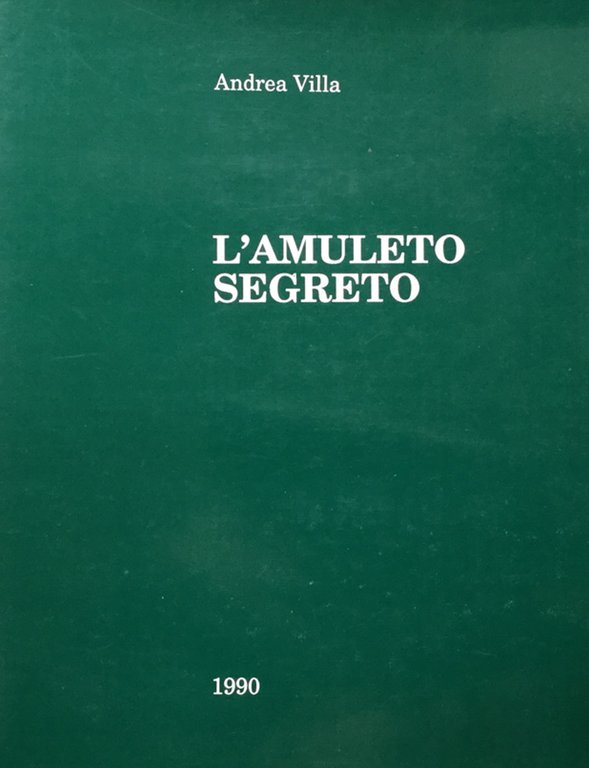 Andrea Villa
L'AMULETO
SEGRETO
1990